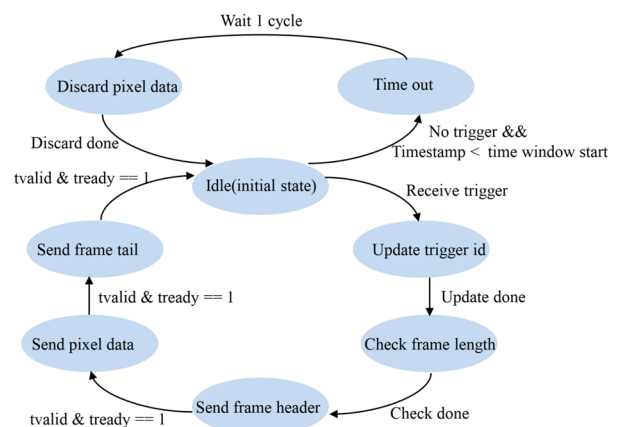 Wait 1 cycle
Discard pixel data
Time out
Discard done
No trigger &&
Timestamp < time window start
tvalid & tready == 1
Idle(initial state)
Receive trigger
Send frame tail
Update trigger id
tvalid & tready == 1
Update done
Send pixel data
Check frame length
Send frame header
Check done
tvalid & tready == 1